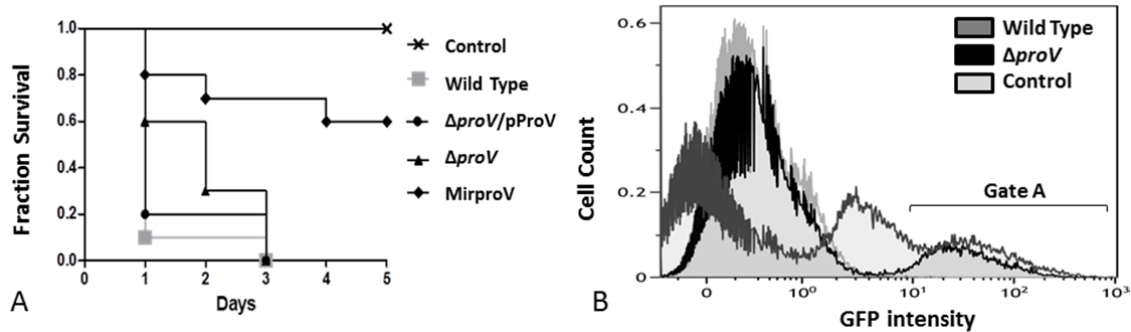 1.0
0.8
0.6
0.4
0.2
0.0
Fraction Survival
0 1 2 3 4 5
Days
A
Control
Wild Type
ΔproV/pProV
ΔproV
MirproV
B
0.6
0.4
0.2
0
Cell Count
Wild Type
ΔproV
Control
Gate A
0 10⁰ 10¹ 10² 10³
GFP intensity